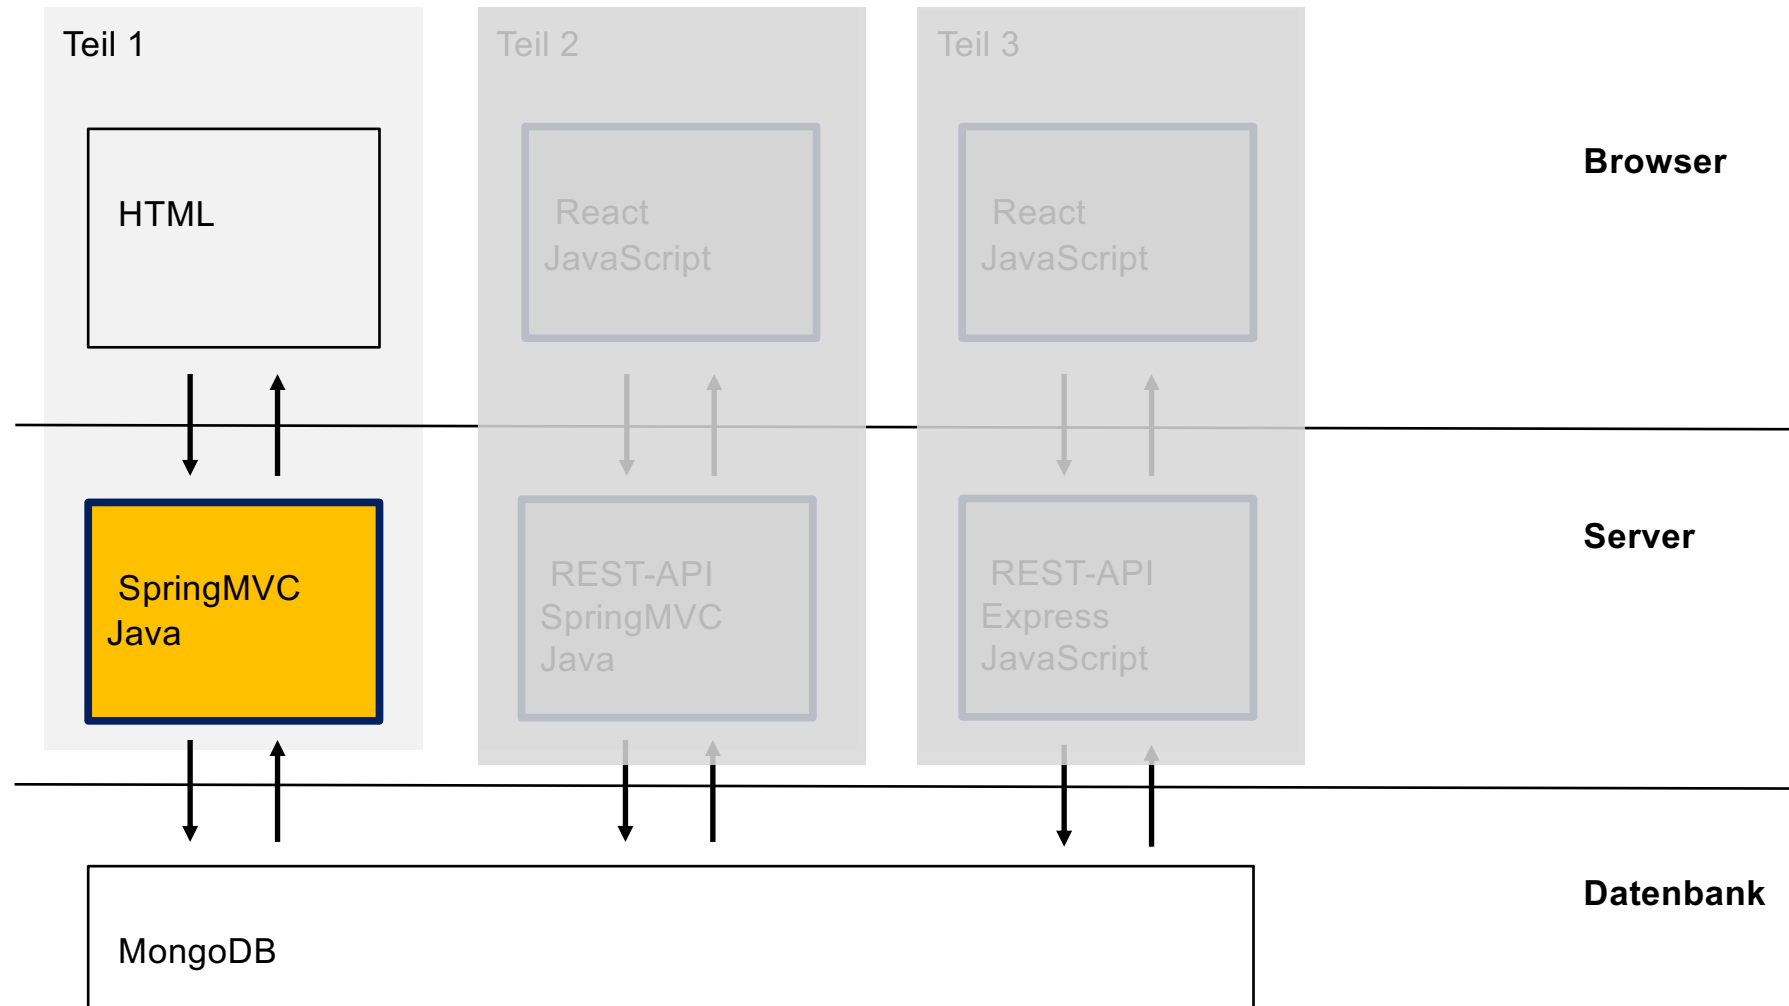 Teil 1
Teil 2
Teil 3
HTML
React
JavaScript
React
JavaScript
Browser
SpringMVC
Java
REST-API
SpringMVC
Java
REST-API
Express
JavaScript
Server
MongoDB
Datenbank